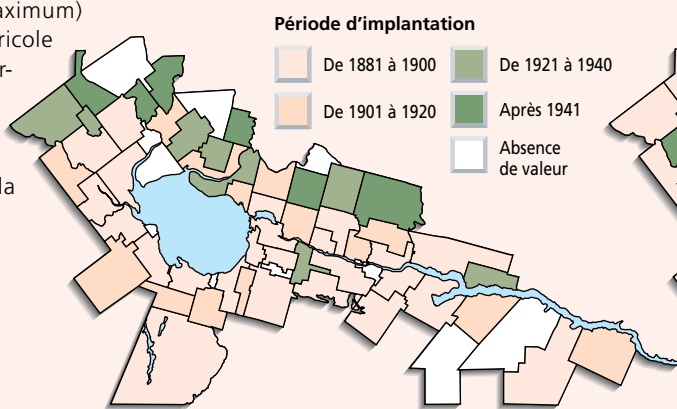 aximum)
ricole
r-
la
Période d'implantation
De 1881 à 1900
De 1901 à 1920
De 1921 à 1940
Après 1941
Absence
de valeur